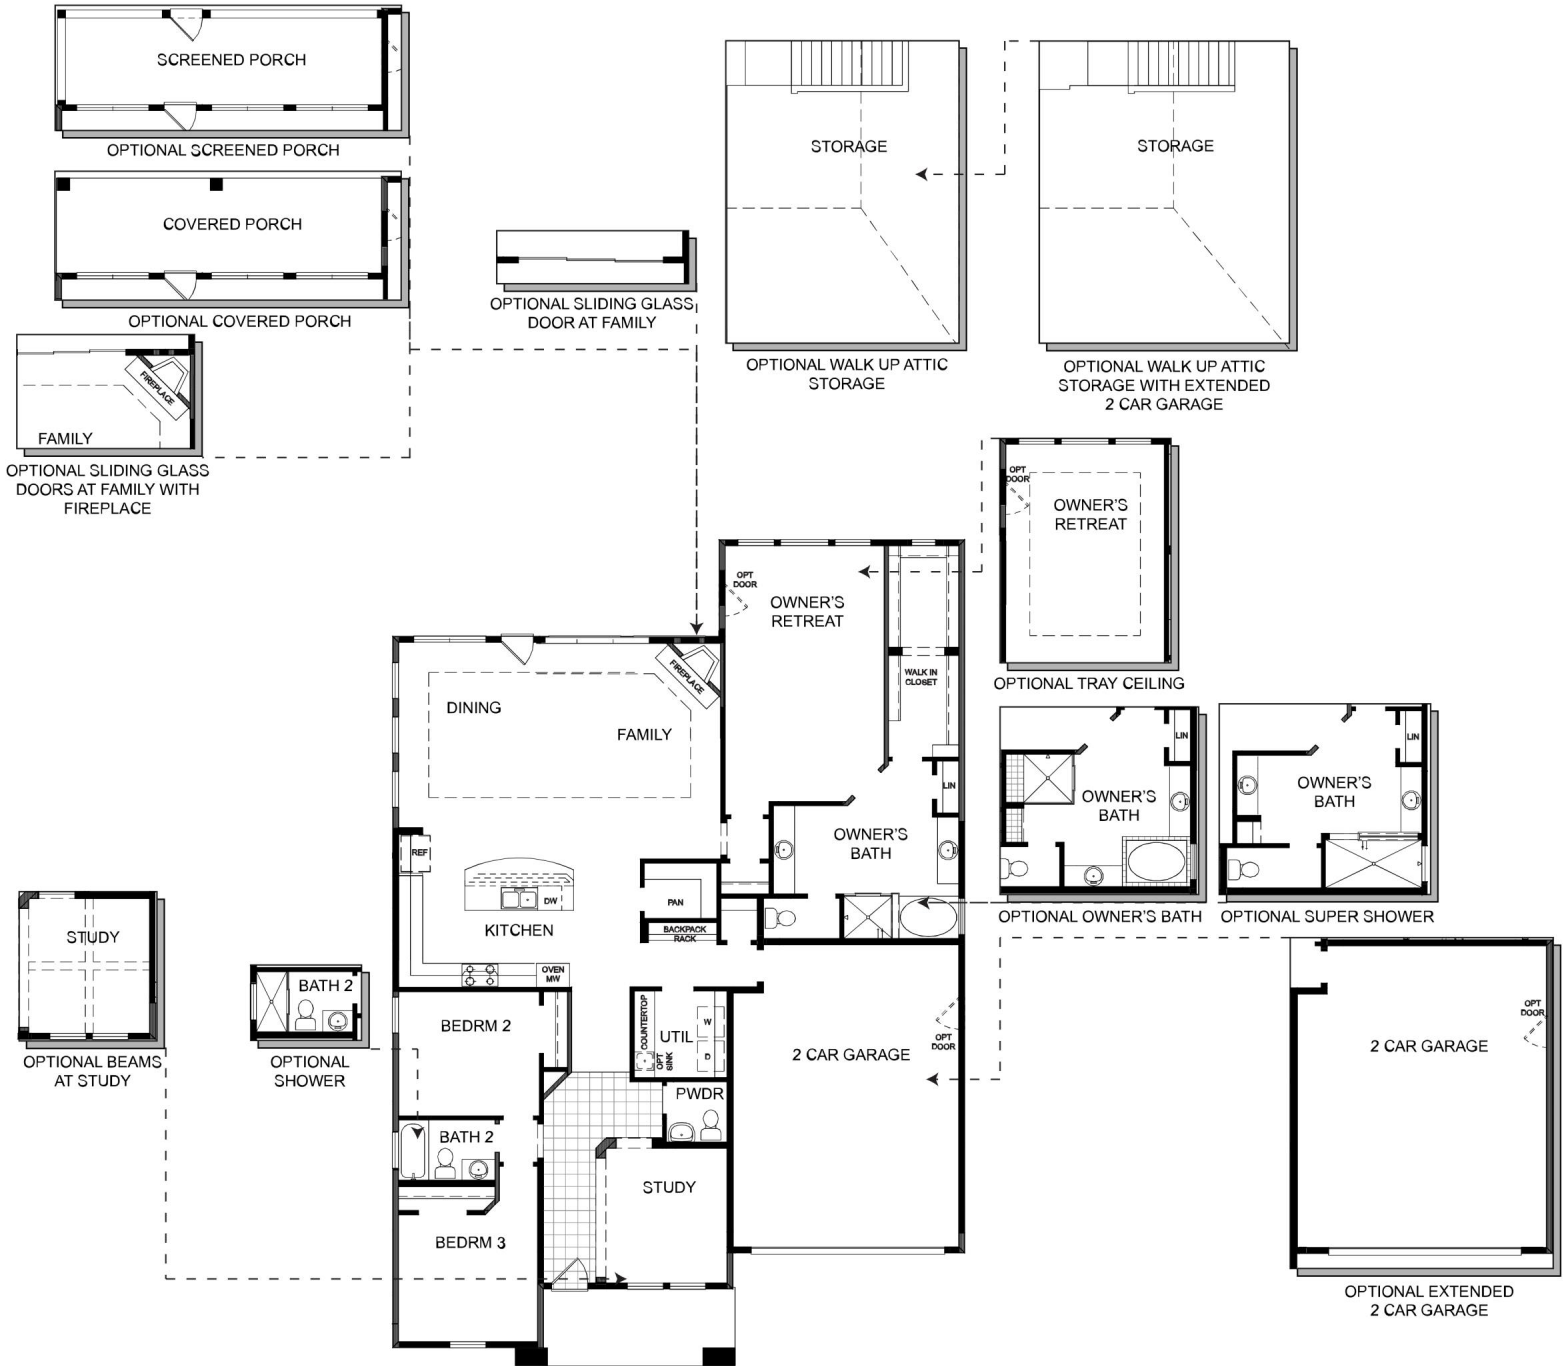 SCREENED PORCH
OPTIONAL SCREENED PORCH
COVERED PORCH
OPTIONAL COVERED PORCH
FIREPLACE
FAMILY
OPTIONAL SLIDING GLASS
DOORS AT FAMILY WITH
FIREPLACE
OPTIONAL SLIDING GLASS
DOOR AT FAMILY
STORAGE
OPTIONAL WALK UP ATTIC
STORAGE
STORAGE
OPTIONAL WALK UP ATTIC
STORAGE WITH EXTENDED
2 CAR GARAGE
OPT
DOOR
OWNER'S
RETREAT
OPTIONAL TRAY CEILING
OPT
DOOR
OWNER'S
RETREAT
WALK IN
CLOSET
LIN
OWNER'S
BATH
FIREPLACE
DINING
FAMILY
REF
DW
KITCHEN
PAN
BACKPACK
RACK
OVEN
MW
LIN
OWNER'S
BATH
OPTIONAL OWNER'S BATH
LIN
OWNER'S
BATH
OPTIONAL SUPER SHOWER
STUDY
OPTIONAL BEAMS
AT STUDY
BATH 2
OPTIONAL
SHOWER
BEDRM 2
COUNTERTOP
OPT
SINK
UTIL
W
D
PWDR
BATH 2
STUDY
BEDRM 3
2 CAR GARAGE
OPT
DOOR
2 CAR GARAGE
OPT
DOOR
OPTIONAL EXTENDED
2 CAR GARAGE